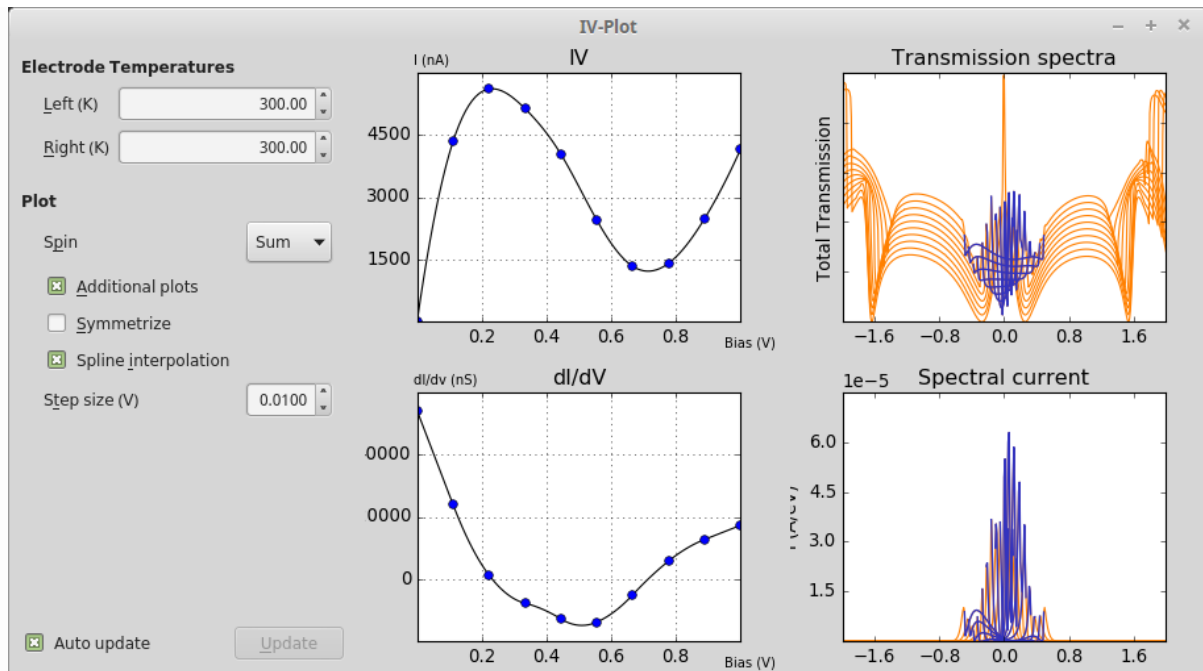 IV-Plot
Electrode Temperatures
Left (K) 300.00
Right (K) 300.00
Plot
Spin Sum
Additional plots
Symmetrize
Spline interpolation
Step size (V) 0.0100
Auto update
Update
I (nA)
IV
4500
3000
1500
0.2 0.4 0.6 0.8
Bias (V)
Transmission spectra
Total Transmission
−1.6 −0.8 0.0 0.8 1.6
dI/dv (nS)
dI/dV
0000
0000
0
0.2 0.4 0.6 0.8
Bias (V)
1e−5
Spectral current
6.0
4.5
3.0
1.5
(A/eV)
−1.6 −0.8 0.0 0.8 1.6